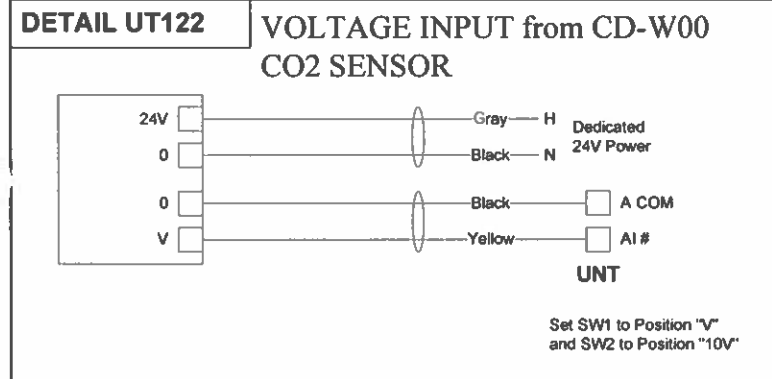 DETAIL UT122
VOLTAGE INPUT from CD-W00
CO2 SENSOR
24V Gray H
Dedicated
24V Power
0 Black N
0 Black A COM
V Yellow AI #
UNT
Set SW1 to Position "V"
and SW2 to Position "10V"